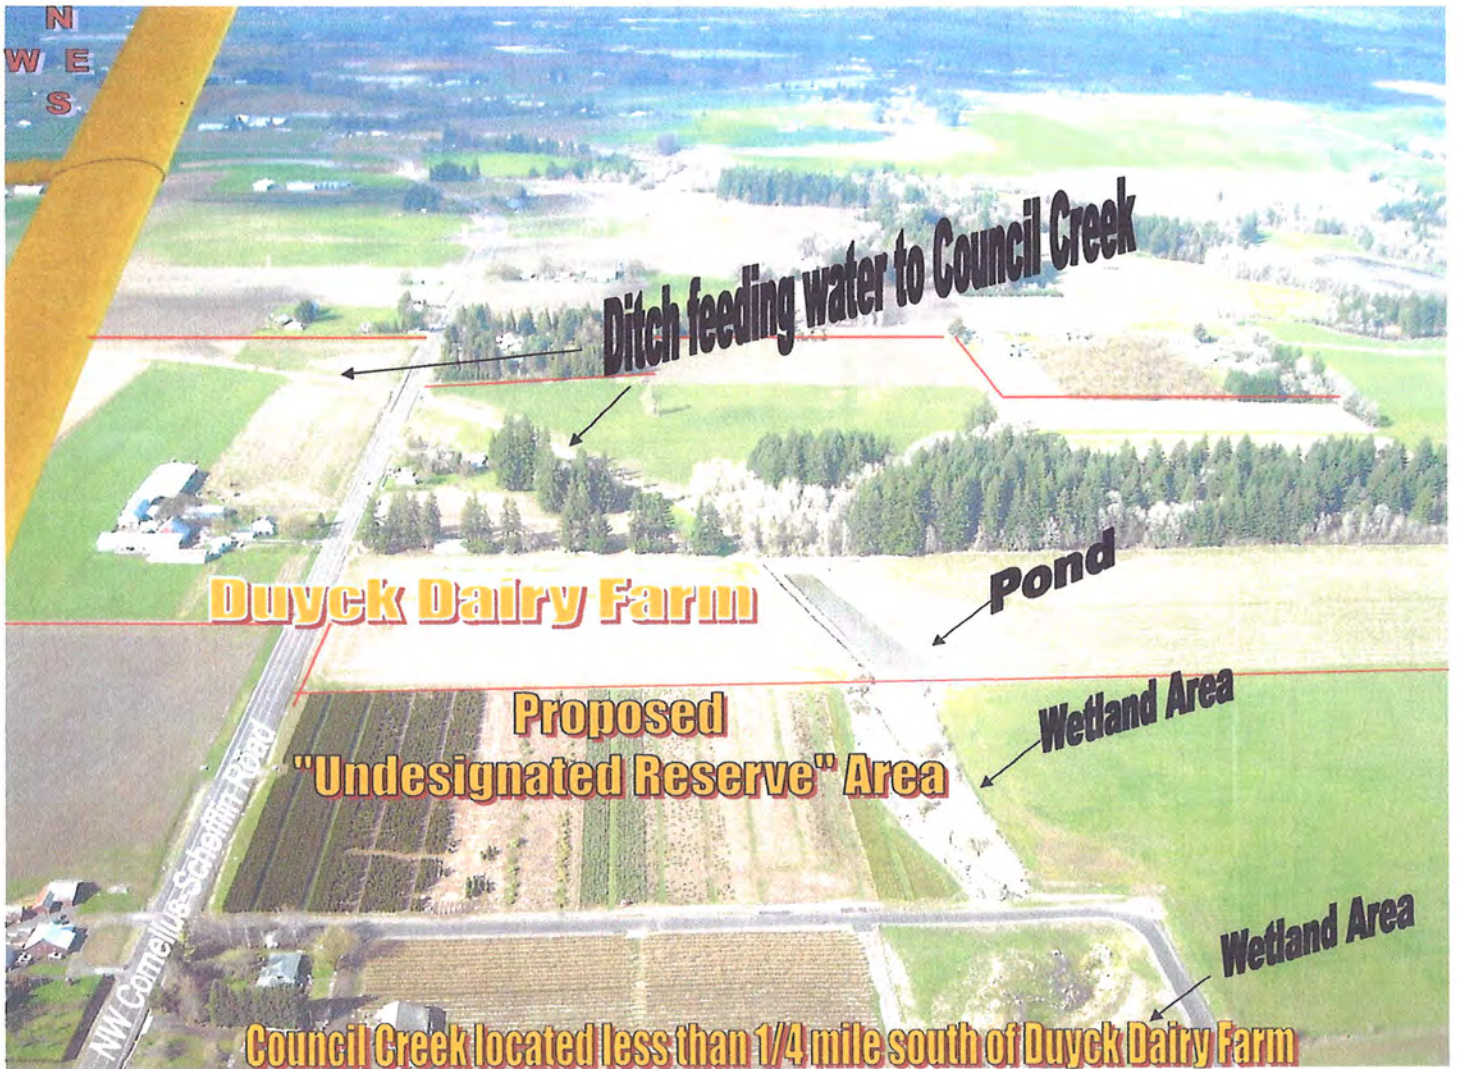 N
W E
S
Ditch feeding water to Council Creek
Duyck Dairy Farm
Pond
Wetland Area
Proposed
"Undesignated Reserve" Area
NW Cornelius-Schefflin Road
Wetland Area
Council Creek located less than 1/4 mile south of Duyck Dairy Farm